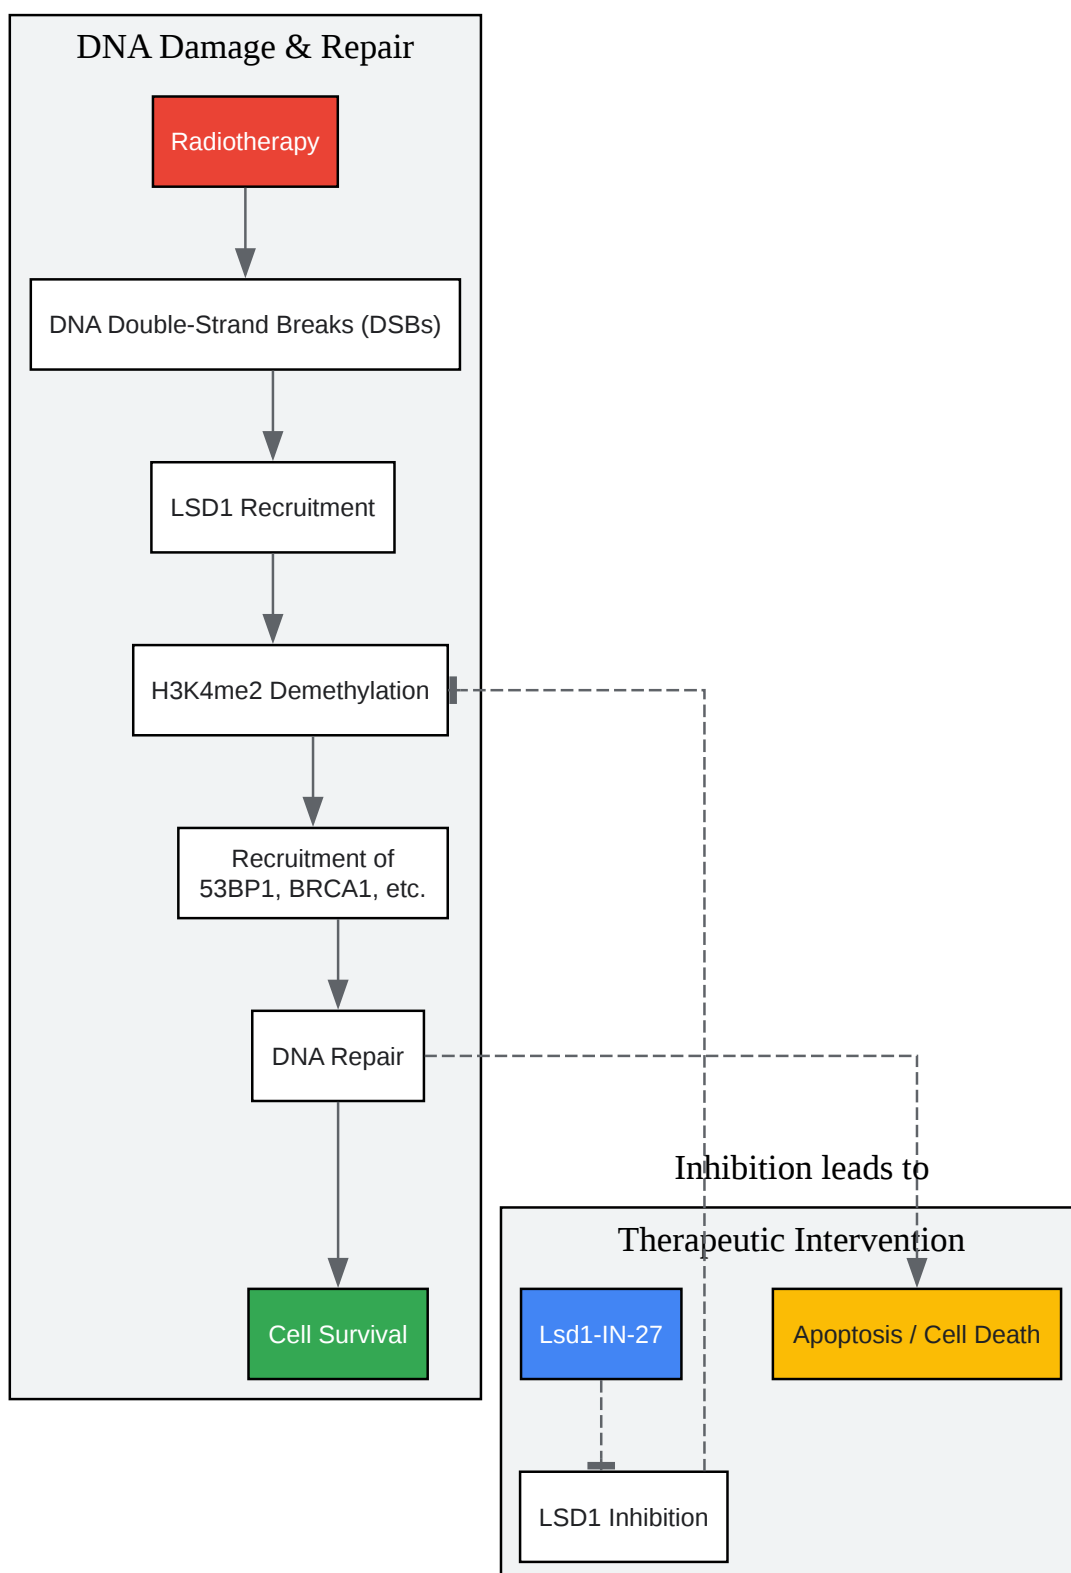 DNA Damage & Repair
Radiotherapy
DNA Double-Strand Breaks (DSBs)
LSD1 Recruitment
H3K4me2 Demethylation
Recruitment of
53BP1, BRCA1, etc.
DNA Repair
Inhibition leads to
Therapeutic Intervention
Cell Survival
Lsd1-IN-27
Apoptosis / Cell Death
LSD1 Inhibition